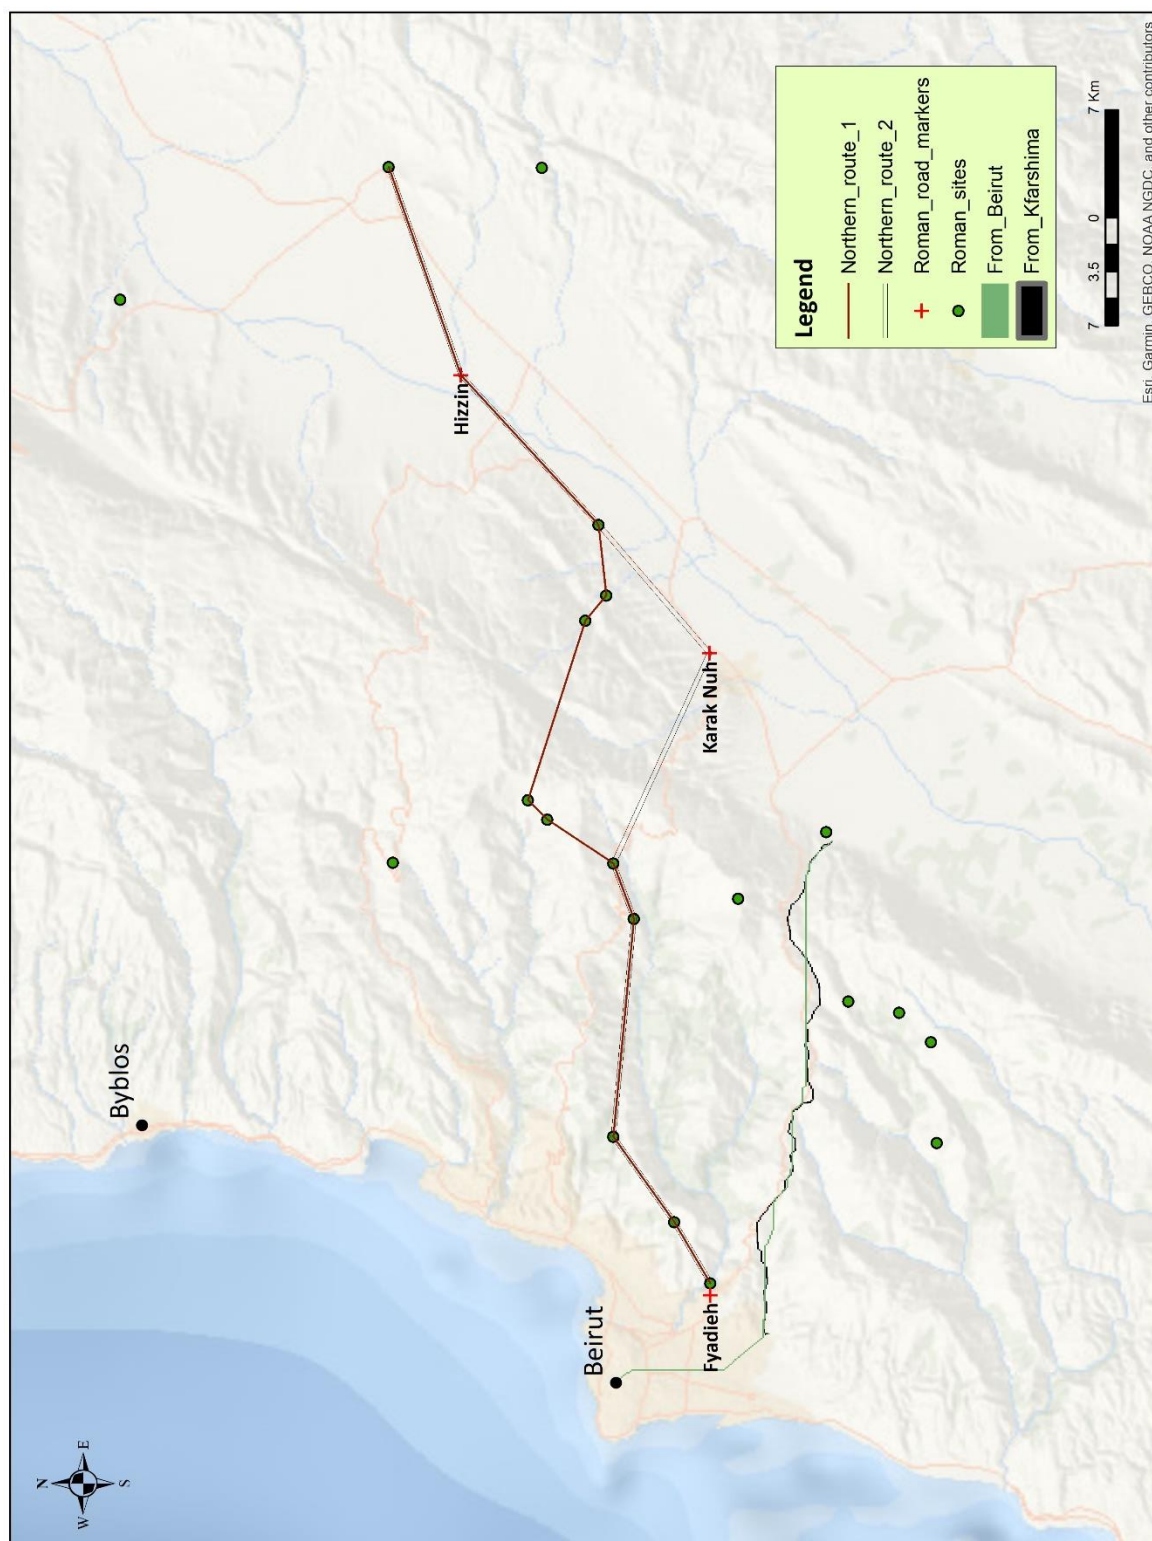 N
W
E
S
Byblos
Beirut
Hizzin
Fyadieh
Karak Nuh
Legend
Northern_route_1
Northern_route_2
Roman_road_markers
Roman_sites
From_Beirut
From_Kfarshima
7 3.5 0 7 Km
Esri, Garmin, GEBCO, NOAA NGDC, and other contributors